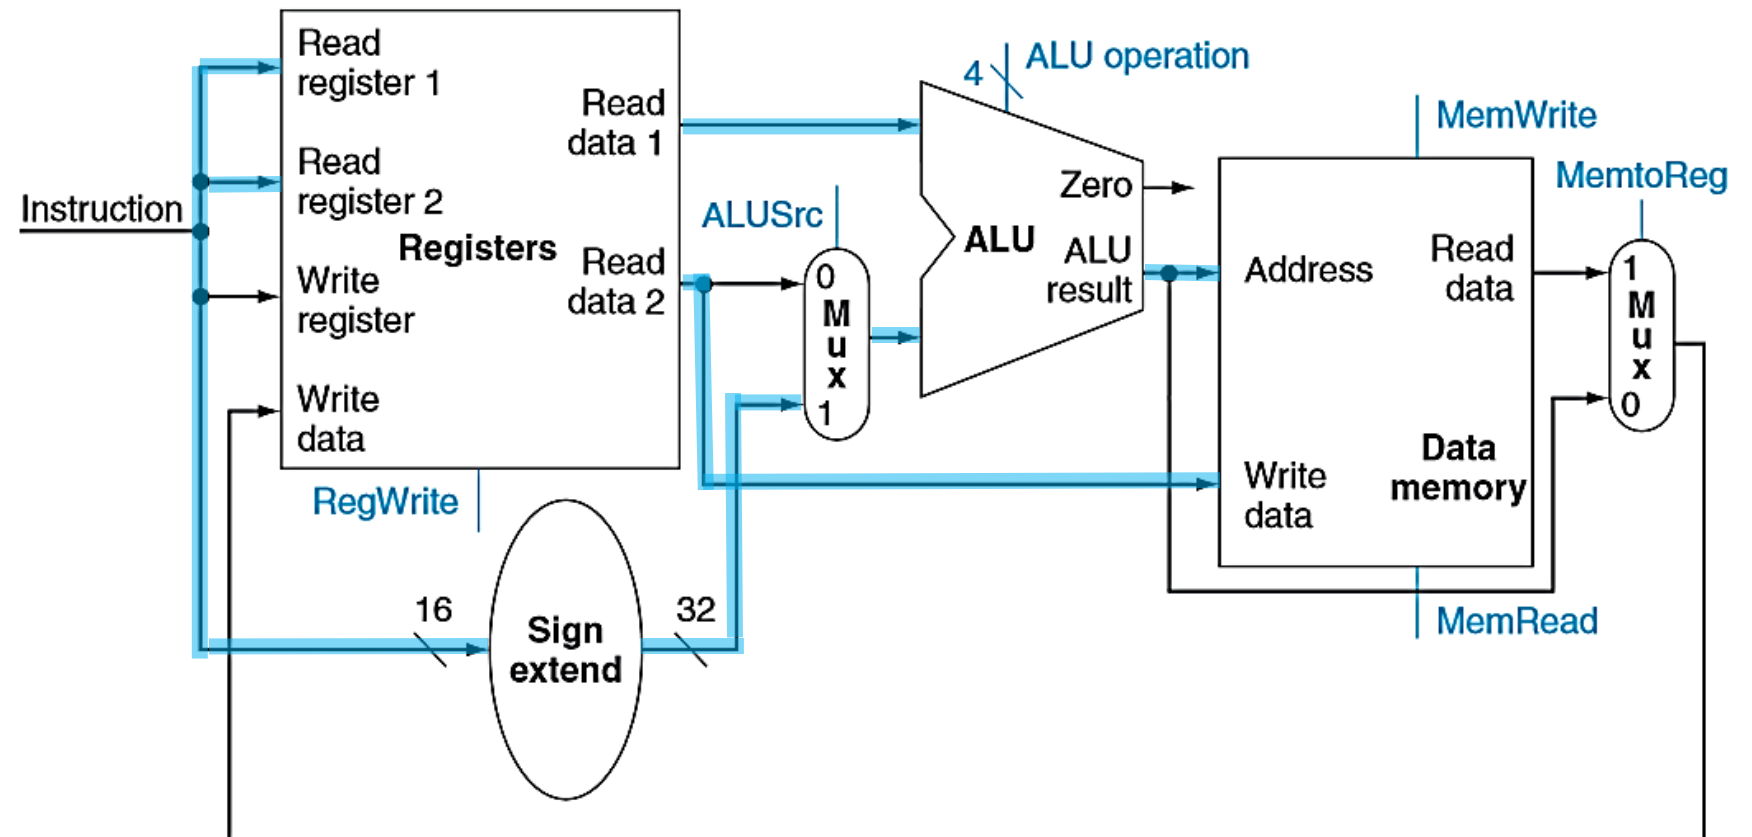 Instruction
Read
register 1
Read
register 2
Registers
Write
register
Write
data
Read
data 1
Read
data 2
RegWrite
16
Sign
extend
32
ALUSrc
0
M
u
x
1
4
ALU operation
Zero
ALU
ALU
result
MemWrite
Address
Read
data
Write
data
Data
memory
MemRead
MemtoReg
1
M
u
x
0